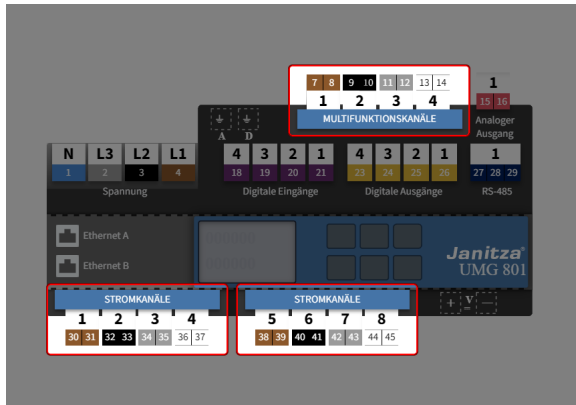 7 8 9 10 11 12 13 14
1 2 3 4
MULTIFUNKTIONSKANÄLE
1
15 16
Analoger
Ausgang
A D
N L3 L2 L1
1 2 3 4
Spannung
4 3 2 1
18 19 20 21
Digitale Eingänge
4 3 2 1
23 24 25 26
Digitale Ausgänge
1
27 28 29
RS-485
Ethernet A
Ethernet B
Janitza®
UMG 801
STROMKANÄLE
1 2 3 4
30 31 32 33 34 35 36 37
STROMKANÄLE
5 6 7 8
38 39 40 41 42 43 44 45
+ V −